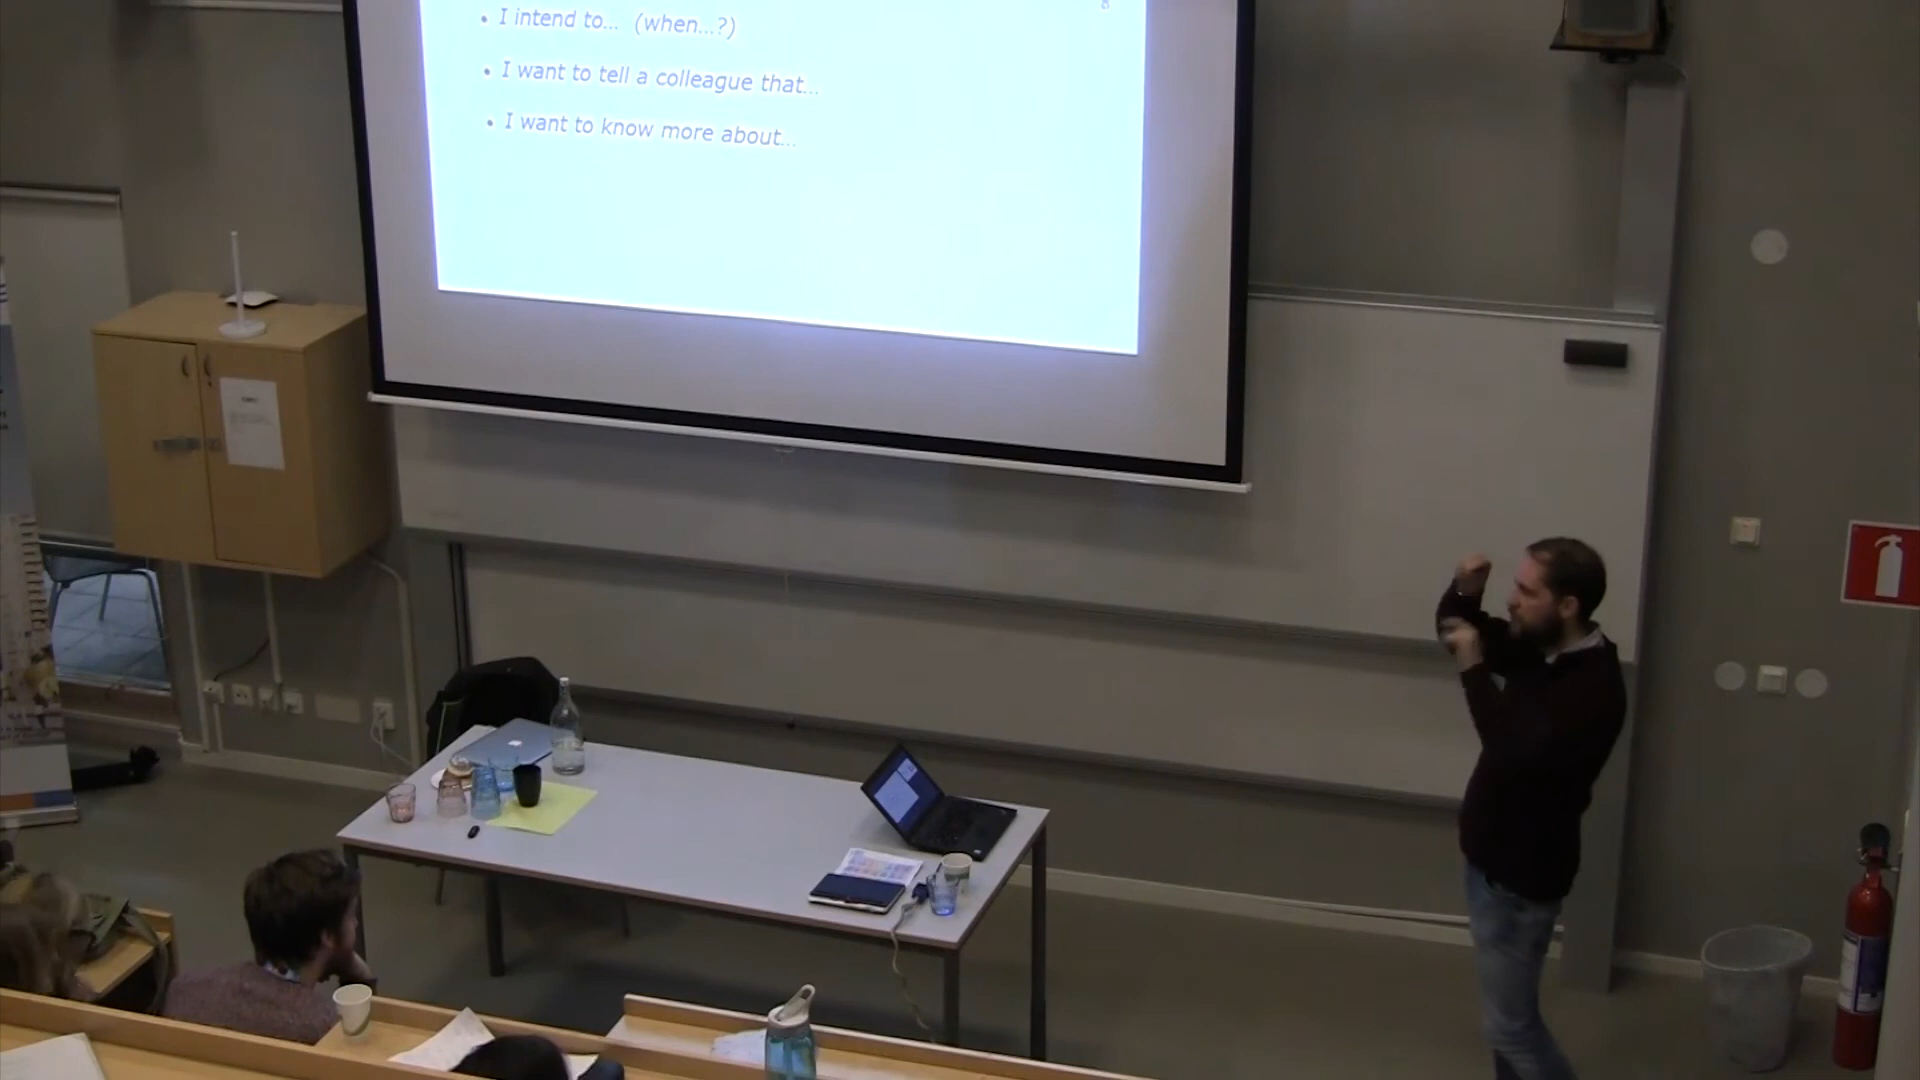 • I intend to... (when...?)
• I want to tell a colleague that...
• I want to know more about...